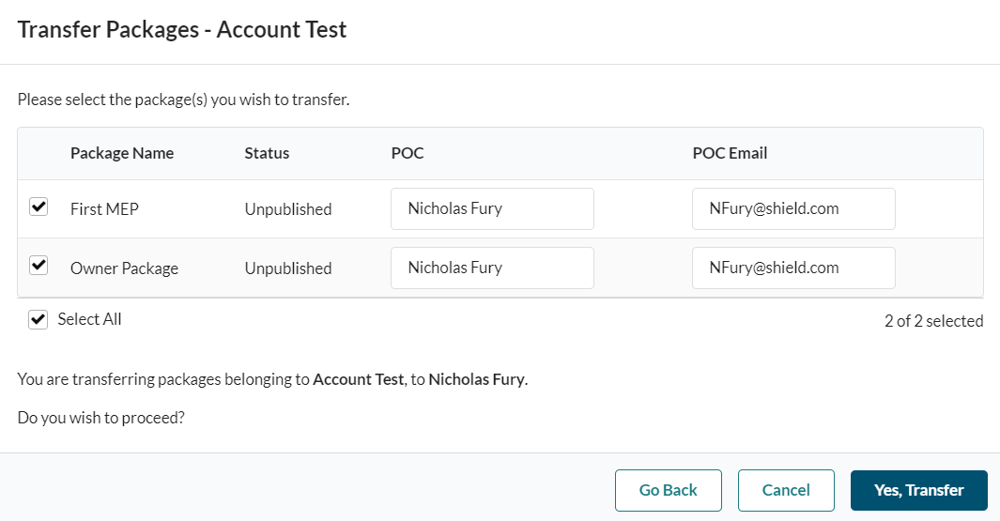 Transfer Packages - Account Test
Please select the package(s) you wish to transfer.
Package Name Status POC POC Email
First MEP Unpublished Nicholas Fury NFury@shield.com
Owner Package Unpublished Nicholas Fury NFury@shield.com
Select All 2 of 2 selected
You are transferring packages belonging to Account Test, to Nicholas Fury.
Do you wish to proceed?
Go Back Cancel Yes, Transfer